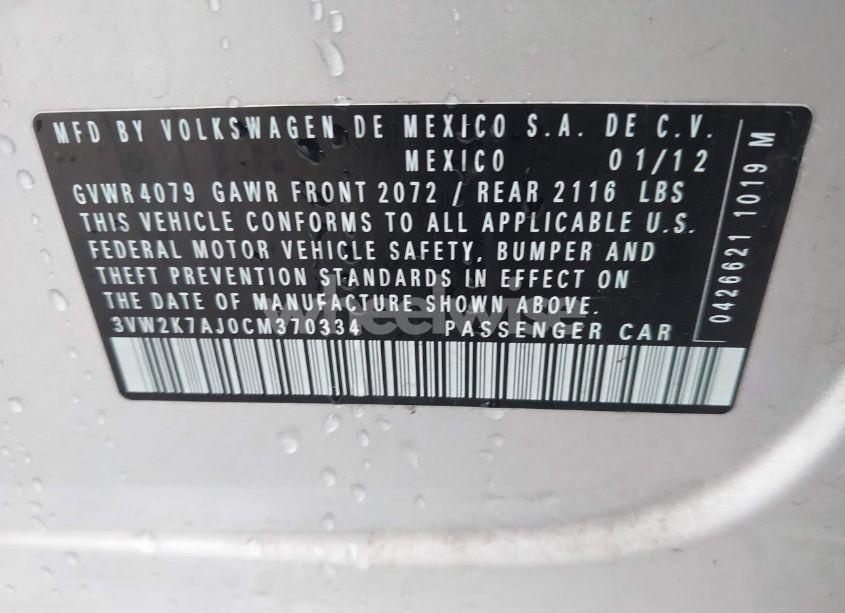 MFD BY VOLKSWAGEN DE MEXICO S.A. DE C.V.
MEXICO 01/12
GVWR 4079 GAWR FRONT 2072 / REAR 2116 LBS
THIS VEHICLE CONFORMS TO ALL APPLICABLE U.S.
FEDERAL MOTOR VEHICLE SAFETY, BUMPER AND
THEFT PREVENTION STANDARDS IN EFFECT ON
THE DATE OF MANUFACTURE SHOWN ABOVE.
3VW2K7AJ0CM370334 PASSENGER CAR
0426621 1019 M